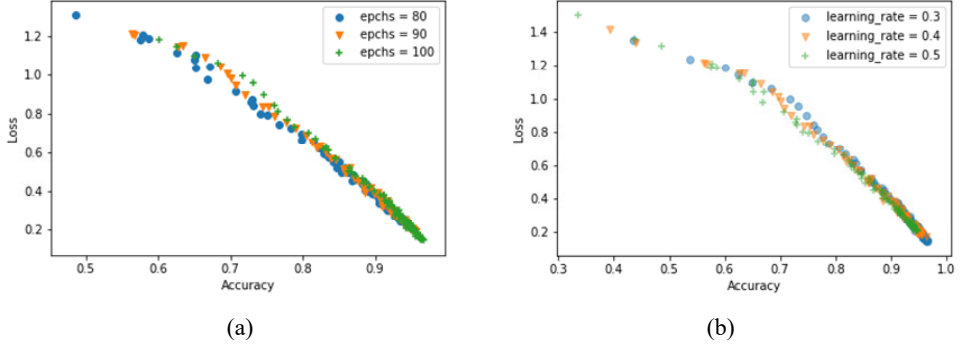 epchs = 80
epchs = 90
epchs = 100
1.2
1.0
0.8
0.6
0.4
0.2
Loss
0.5
0.6
0.7
0.8
0.9
Accuracy
(a)
learning_rate = 0.3
learning_rate = 0.4
learning_rate = 0.5
1.4
1.2
1.0
0.8
0.6
0.4
0.2
Loss
0.3
0.4
0.5
0.6
0.7
0.8
0.9
1.0
Accuracy
(b)